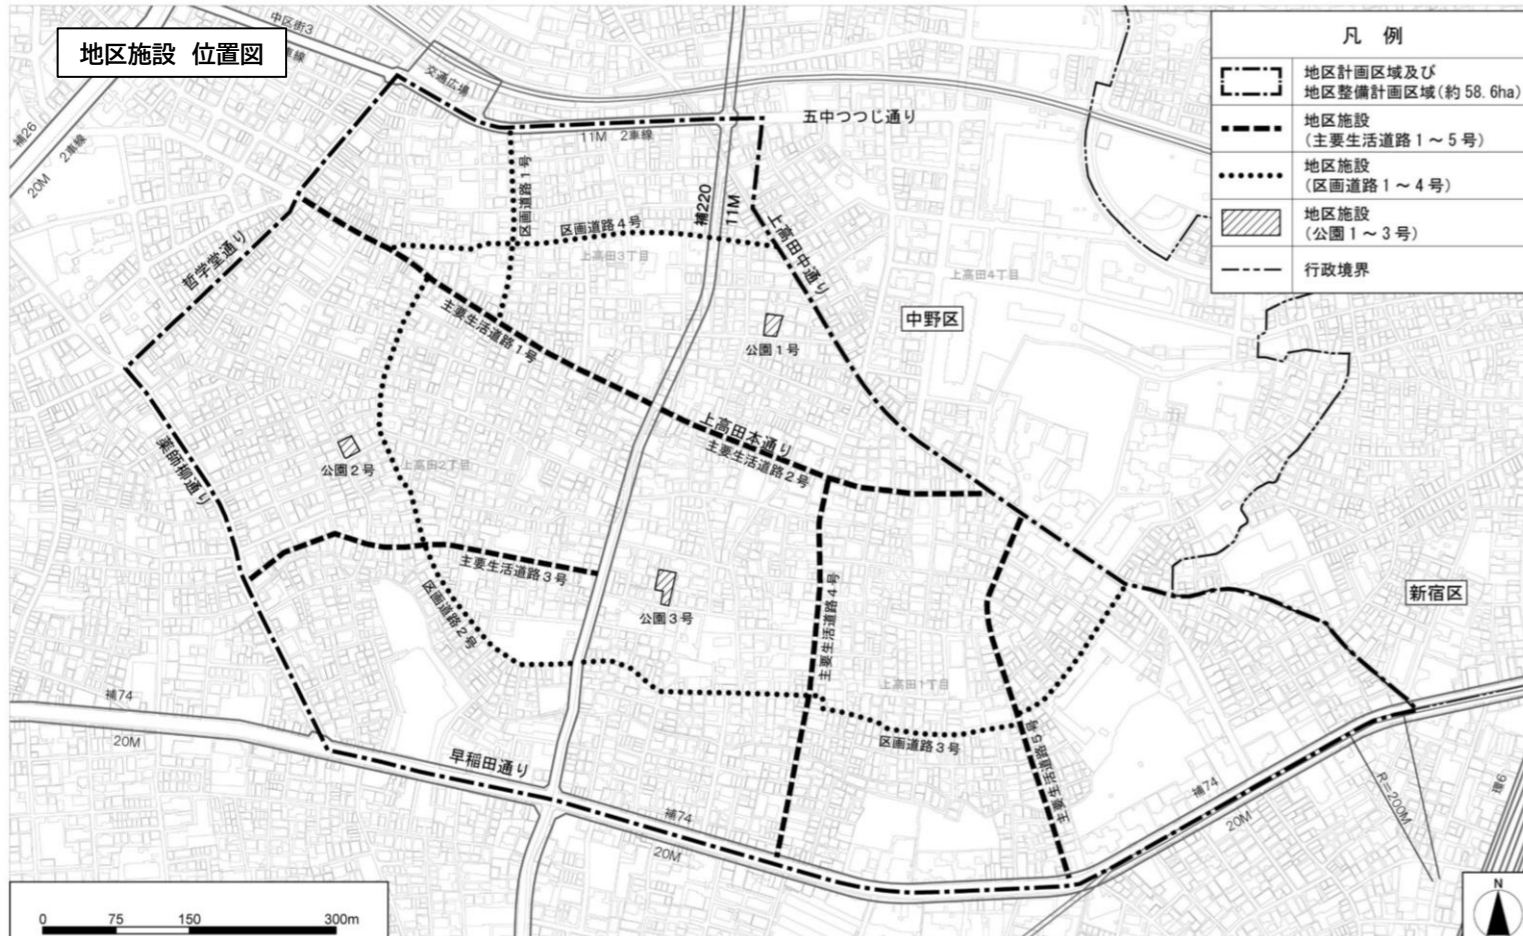 地区施設 位置図
中区街3
車線
交通広場
補26
20M 2車線
五中つつじ通り
11M 2車線
区画道路1号
補220
11M
区画道路4号
上高田3丁目
上高田中通り
上高田4丁目
哲学堂通り
主要生活道路1号
中野区
公園1号
上高田本通り
主要生活道路2号
薬師柳通り
公園2号
上高田2丁目
主要生活道路3号
区画道路2号
公園3号
主要生活道路4号
新宿区
上高田1丁目
区画道路3号
主要生活道路5号
補74
20M
早稲田通り
補74
20M
補74
20M
R=200M
環6
凡 例
地区計画区域及び
地区整備計画区域(約58.6ha)
地区施設
(主要生活道路1~5号)
地区施設
(区画道路1~4号)
地区施設
(公園1~3号)
行政境界
0 75 150 300m
N